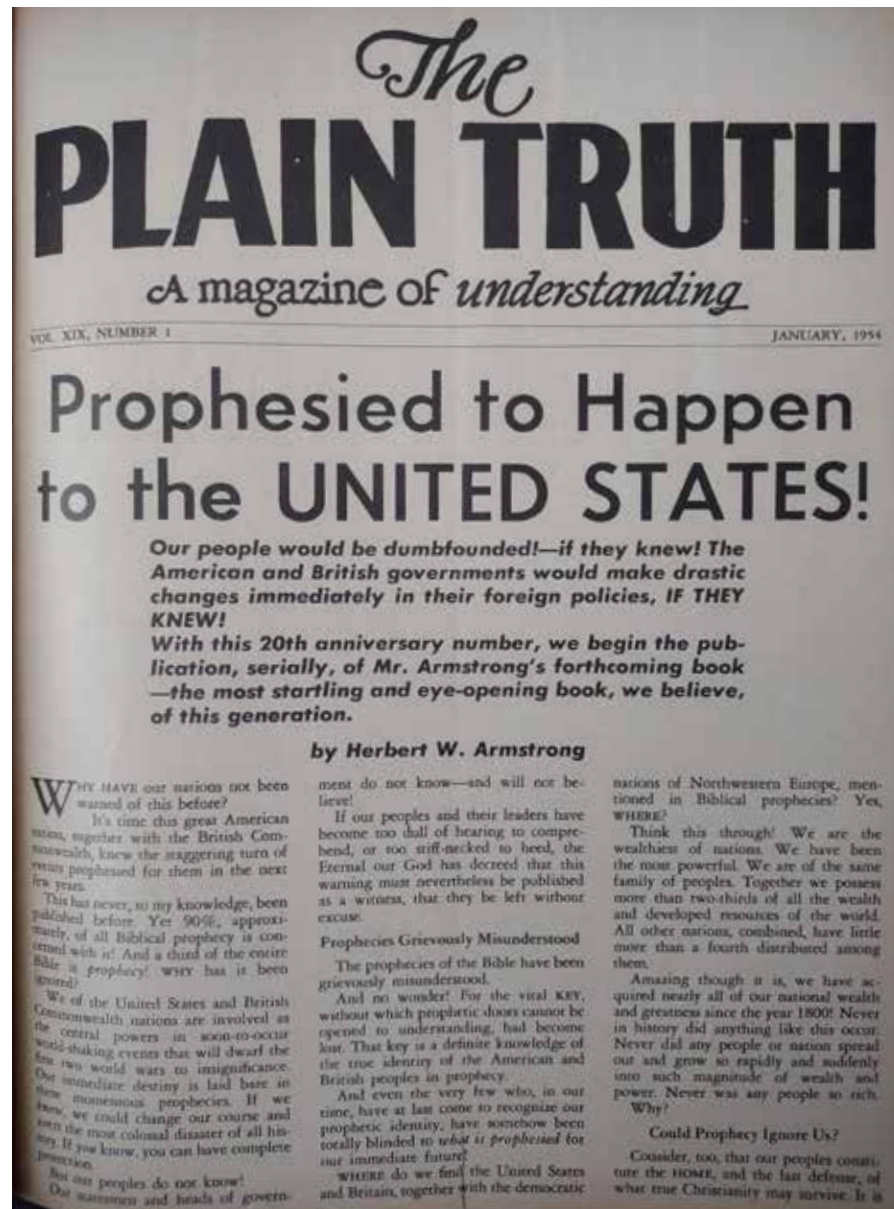 The
PLAIN TRUTH
A magazine of understanding
VOL. XIX, NUMBER 1
JANUARY, 1954
Prophesied to Happen
to the UNITED STATES!
Our people would be dumbfounded!—if they knew! The
American and British governments would make drastic
changes immediately in their foreign policies, IF THEY
KNEW!
With this 20th anniversary number, we begin the pub-
lication, serially, of Mr. Armstrong's forthcoming book
—the most startling and eye-opening book, we believe,
of this generation.
by Herbert W. Armstrong
WHY HAVE our nations not been
warned of this before?
It's time this great American
nation, together with the British Com-
monwealth, knew the staggering turn of
events prophesied for them in the next
few years.
This has never, to my knowledge, been
published before. Yet 90%, approxi-
mately, of all Biblical prophecy is con-
cerned with it! And a third of the entire
Bible is prophecy! WHY has it been
ignored?
We of the United States and British
Commonwealth nations are involved as
the central powers in soon-to-occur
world-shaking events that will dwarf the
first two world wars to insignificance.
Our immediate destiny is laid bare in
these momentous prophecies. If we
knew, we could change our course and
the most colossal disaster of all his-
tory. If you know, you can have complete
protection.
But our peoples do not know!
Our statesmen and heads of govern-
ment do not know—and will not be-
lieve!
If our peoples and their leaders have
become too dull of hearing to compre-
hend, or too stiff-necked to heed, the
Eternal our God has decreed that this
warning must nevertheless be published
as a witness, that they be left without
excuse.
Prophecies Grievously Misunderstood
The prophecies of the Bible have been
grievously misunderstood.
And no wonder! For the vital KEY,
without which prophetic doors cannot be
opened to understanding, had become
lost. That key is a definite knowledge of
the true identity of the American and
British peoples in prophecy.
And even the very few who, in our
time, have at last come to recognize our
prophetic identity, have somehow been
totally blinded to what is prophesied for
our immediate future!
WHERE do we find the United States
and Britain, together with the democratic
nations of Northwestern Europe, men-
tioned in Biblical prophecies? Yes,
WHERE?
Think this through! We are the
wealthiest of nations. We have been
the most powerful. We are of the same
family of peoples. Together we possess
more than two-thirds of all the wealth
and developed resources of the world.
All other nations, combined, have little
more than a fourth distributed among
them.
Amazing though it is, we have ac-
quired nearly all of our national wealth
and greatness since the year 1800! Never
in history did anything like this occur.
Never did any people or nation spread
out and grow so rapidly and suddenly
into such magnitude of wealth and
power. Never was any people so rich.
Why?
Could Prophecy Ignore Us?
Consider, too, that our peoples consti-
tute the HOME, and the last defense, of
what true Christianity may survive. It is